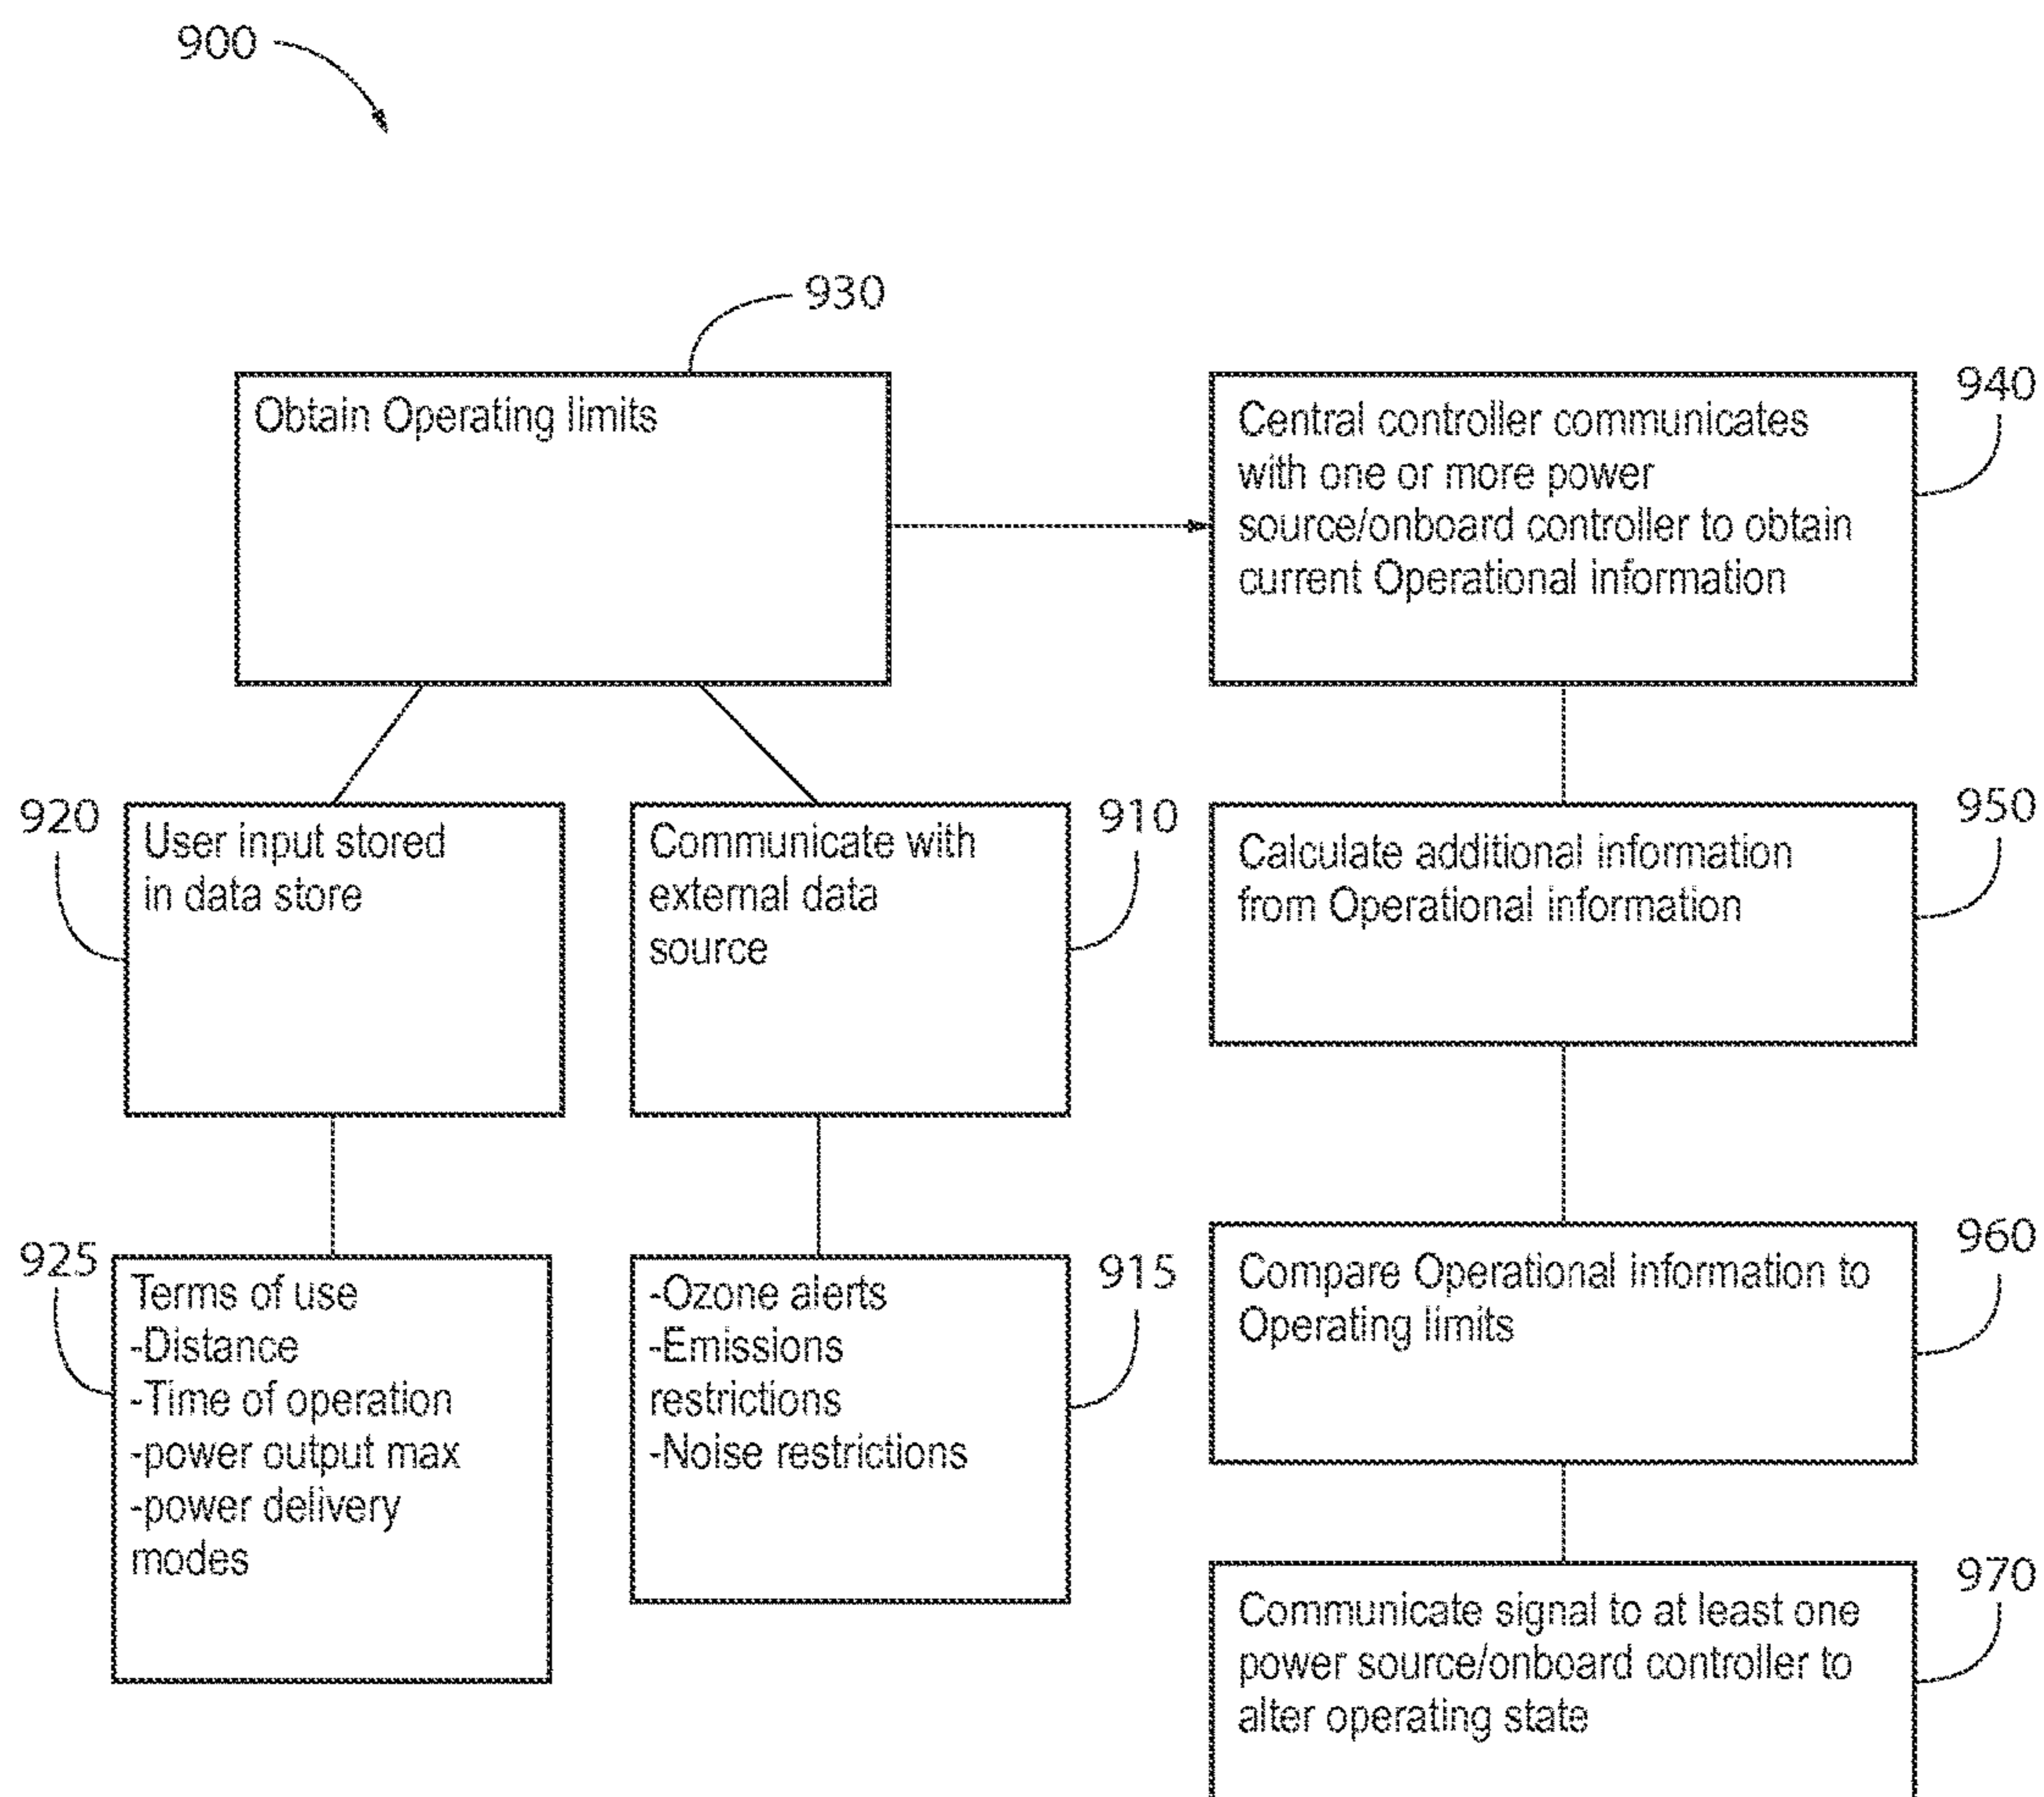 900
930
Obtain Operating limits
940
Central controller communicates
with one or more power
source/onboard controller to obtain
current Operational information
920
User input stored
in data store
910
Communicate with
external data
source
950
Calculate additional information
from Operational information
925
Terms of use
-Distance
-Time of operation
-power output max
-power delivery
modes
915
-Ozone alerts
-Emissions
restrictions
-Noise restrictions
960
Compare Operational information to
Operating limits
970
Communicate signal to at least one
power source/onboard controller to
alter operating state